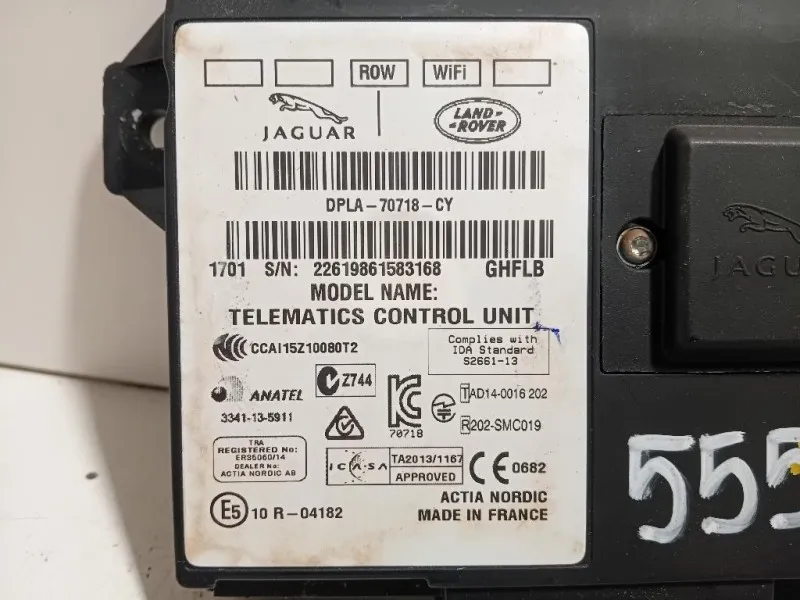 ROW WiFi
JAGUAR
LAND-
-ROVER
DPLA-70718-CY
1701 S/N: 22619861583168 GHFLB
MODEL NAME:
TELEMATICS CONTROL UNIT
CCAI15Z10080T2
Complies with
IDA Standard
S2661-13
Z744
ANATEL
3341-13-5911
70718
TAD14-0016 202
R202-SMC019
TRA
REGISTERED No:
ER36060/14
DEALER No:
ACTIA NORDIC AB
ICASA
TA2013/1167
APPROVED
CE 0682
E5 10 R-04182
ACTIA NORDIC
MADE IN FRANCE
JAGUA
555